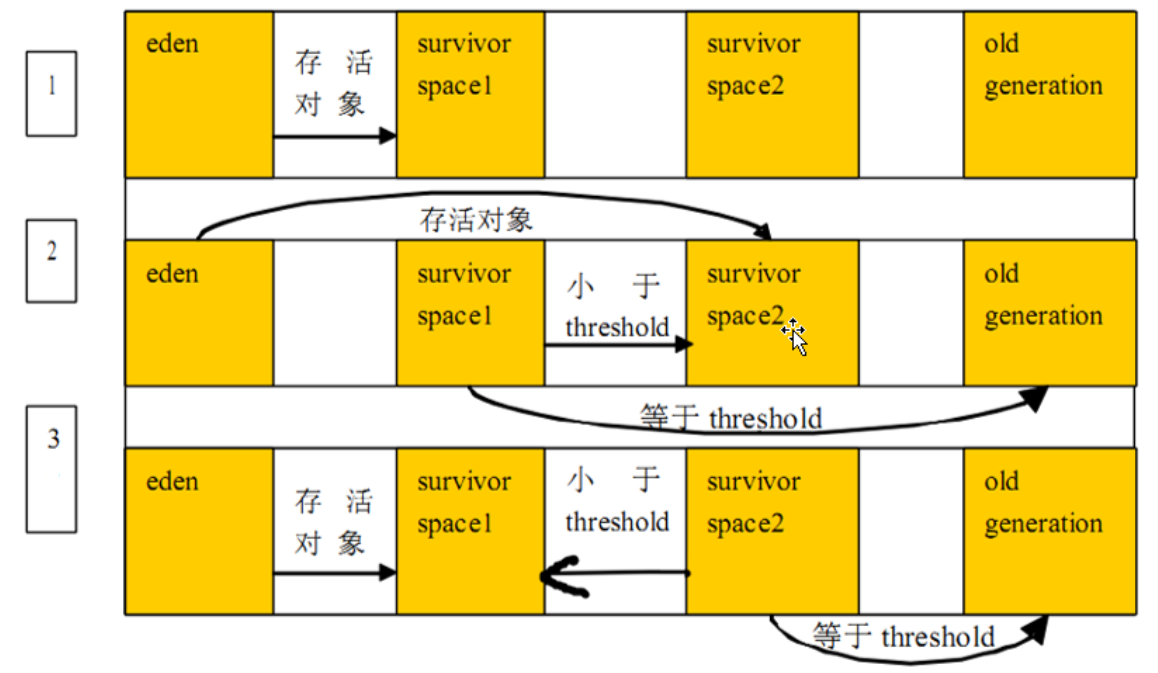 1
eden
存 活
对 象
survivor
space1
survivor
space2
old
generation
2
存活对象
eden
survivor
space1
小 于
threshold
survivor
space2
old
generation
等于 threshold
3
eden
存 活
对 象
survivor
space1
小 于
threshold
survivor
space2
old
generation
等于 threshold